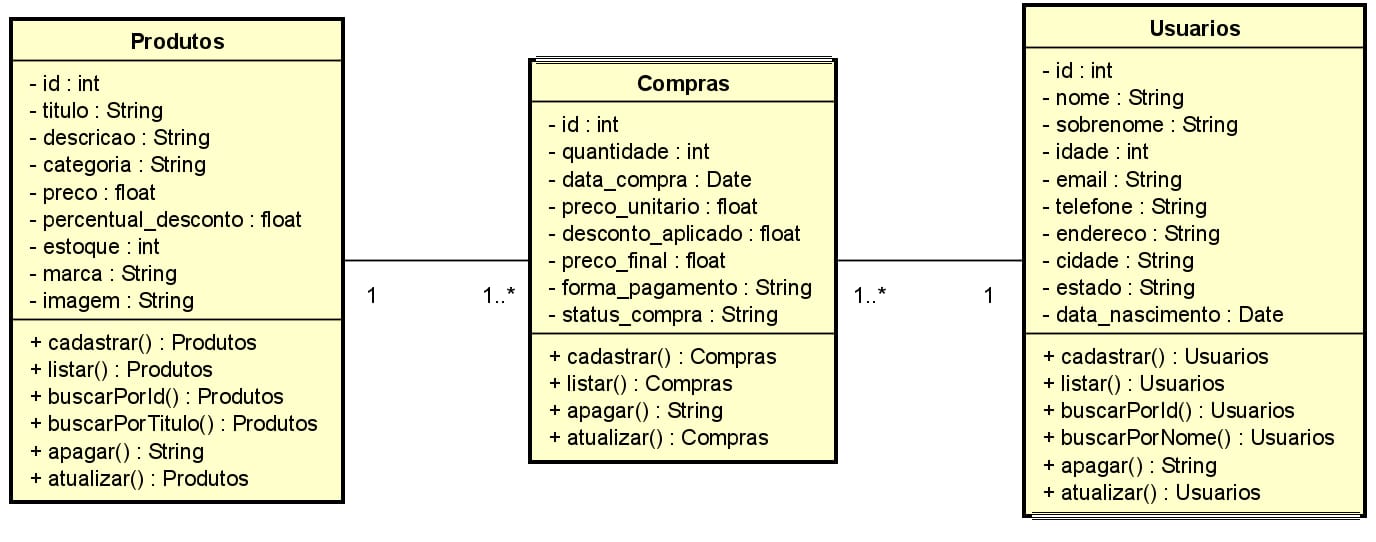 Produtos
- id : int
- titulo : String
- descricao : String
- categoria : String
- preco : float
- percentual_desconto : float
- estoque : int
- marca : String
- imagem : String
+ cadastrar() : Produtos
+ listar() : Produtos
+ buscarPorId() : Produtos
+ buscarPorTitulo() : Produtos
+ apagar() : String
+ atualizar() : Produtos
1
1..*
Compras
- id : int
- quantidade : int
- data_compra : Date
- preco_unitario : float
- desconto_aplicado : float
- preco_final : float
- forma_pagamento : String
- status_compra : String
+ cadastrar() : Compras
+ listar() : Compras
+ apagar() : String
+ atualizar() : Compras
1..*
1
Usuarios
- id : int
- nome : String
- sobrenome : String
- idade : int
- email : String
- telefone : String
- endereco : String
- cidade : String
- estado : String
- data_nascimento : Date
+ cadastrar() : Usuarios
+ listar() : Usuarios
+ buscarPorId() : Usuarios
+ buscarPorNome() : Usuarios
+ apagar() : String
+ atualizar() : Usuarios